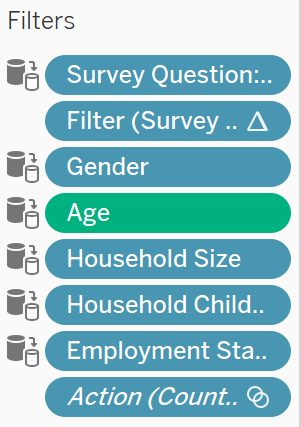 Filters
Survey Question:..
Filter (Survey ..
Gender
Age
Household Size
Household Child..
Employment Sta..
Action (Count..